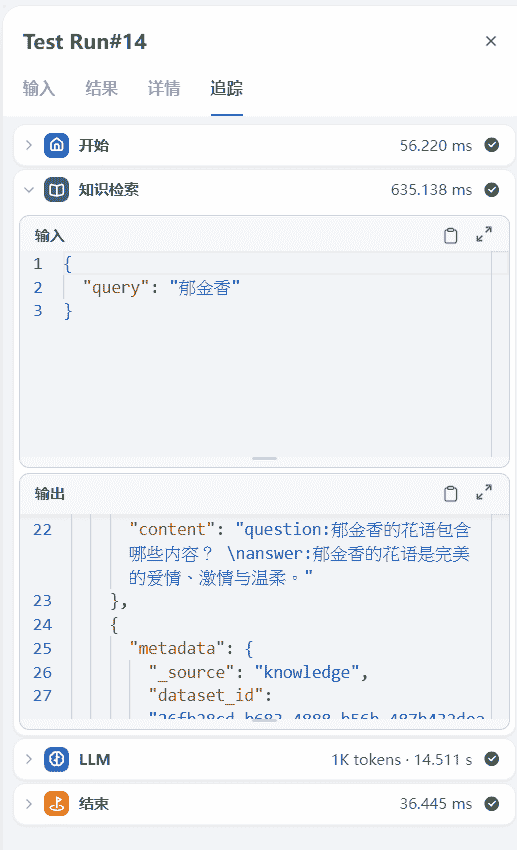 Test Run#14
输入 结果 详情 追踪
开始 56.220 ms
知识检索 635.138 ms
输入
1 {
2 "query": "郁金香"
3 }
输出
22 "content": "question:郁金香的花语包含
哪些内容？ \nanswer:郁金香的花语是完美
的爱情、激情与温柔。"
23 },
24 {
25 "metadata": {
26 "_source": "knowledge",
27 "dataset_id":
LLM 1K tokens · 14.511 s
结束 36.445 ms